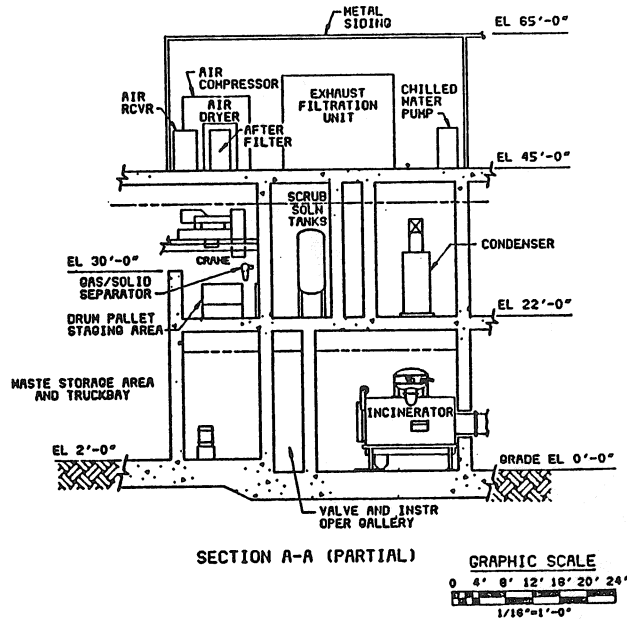 METAL
SIDING
EL 65'-0"
AIR
COMPRESSOR
AIR
RCVR
AIR
DRYER
AFTER
FILTER
EXHAUST
FILTRATION
UNIT
CHILLED
WATER
PUMP
EL 45'-0"
SCRUB
SOLN
TANKS
CRANE
CONDENSER
EL 30'-0"
GAS/SOLID
SEPARATOR
DRUM PALLET
STAGING AREA
EL 22'-0"
WASTE STORAGE AREA
AND TRUCKBAY
INCINERATOR
EL 2'-0"
GRADE EL 0'-0"
VALVE AND INSTR
OPER GALLERY
SECTION A-A (PARTIAL)
GRAPHIC SCALE
0 4' 8' 12' 16' 20' 24'
1/16"=1'-0"